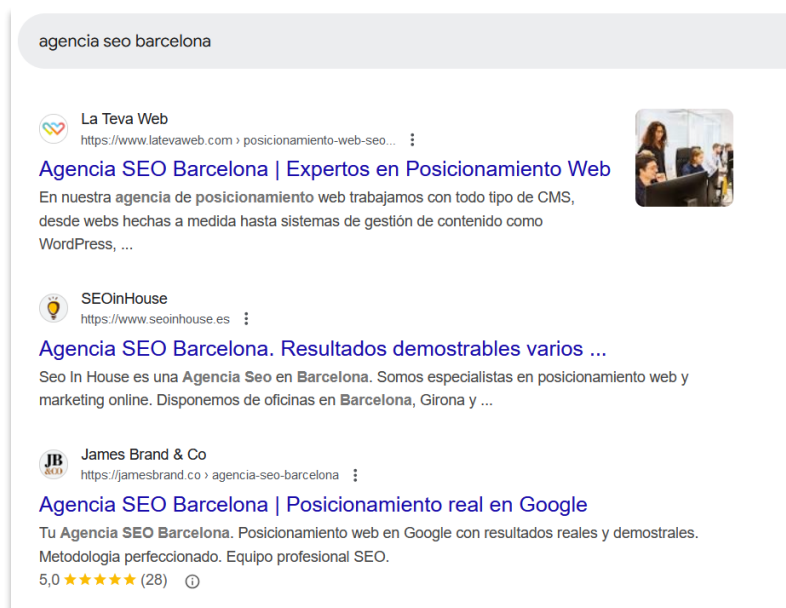 agencia seo barcelona
La Teva Web
https://www.latevaweb.com › posicionamiento-web-seo...
Agencia SEO Barcelona | Expertos en Posicionamiento Web
En nuestra agencia de posicionamiento web trabajamos con todo tipo de CMS,
desde webs hechas a medida hasta sistemas de gestión de contenido como
WordPress, ...
SEOinHouse
https://www.seoinhouse.es
Agencia SEO Barcelona. Resultados demostrables varios ...
Seo In House es una Agencia Seo en Barcelona. Somos especialistas en posicionamiento web y
marketing online. Disponemos de oficinas en Barcelona, Girona y ...
JB
&CO
James Brand & Co
https://jamesbrand.co › agencia-seo-barcelona
Agencia SEO Barcelona | Posicionamiento real en Google
Tu Agencia SEO Barcelona. Posicionamiento web en Google con resultados reales y demostrales.
Metodologia perfeccionado. Equipo profesional SEO.
5,0 ★★★★★ (28)